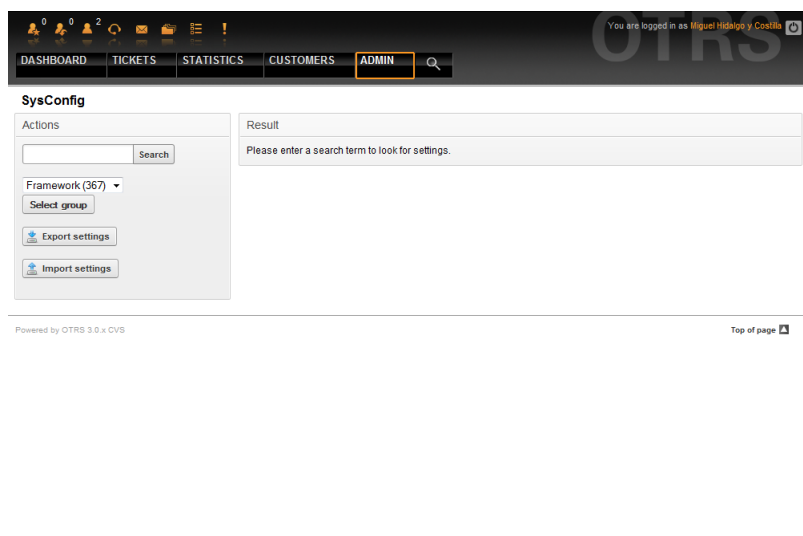 0 0 2
OTRS
You are logged in as Miguel Hidalgo y Costilla
DASHBOARD TICKETS STATISTICS CUSTOMERS ADMIN
SysConfig
Actions
Search
Framework (367)
Select group
Export settings
Import settings
Result
Please enter a search term to look for settings.
Powered by OTRS 3.0.x CVS
Top of page